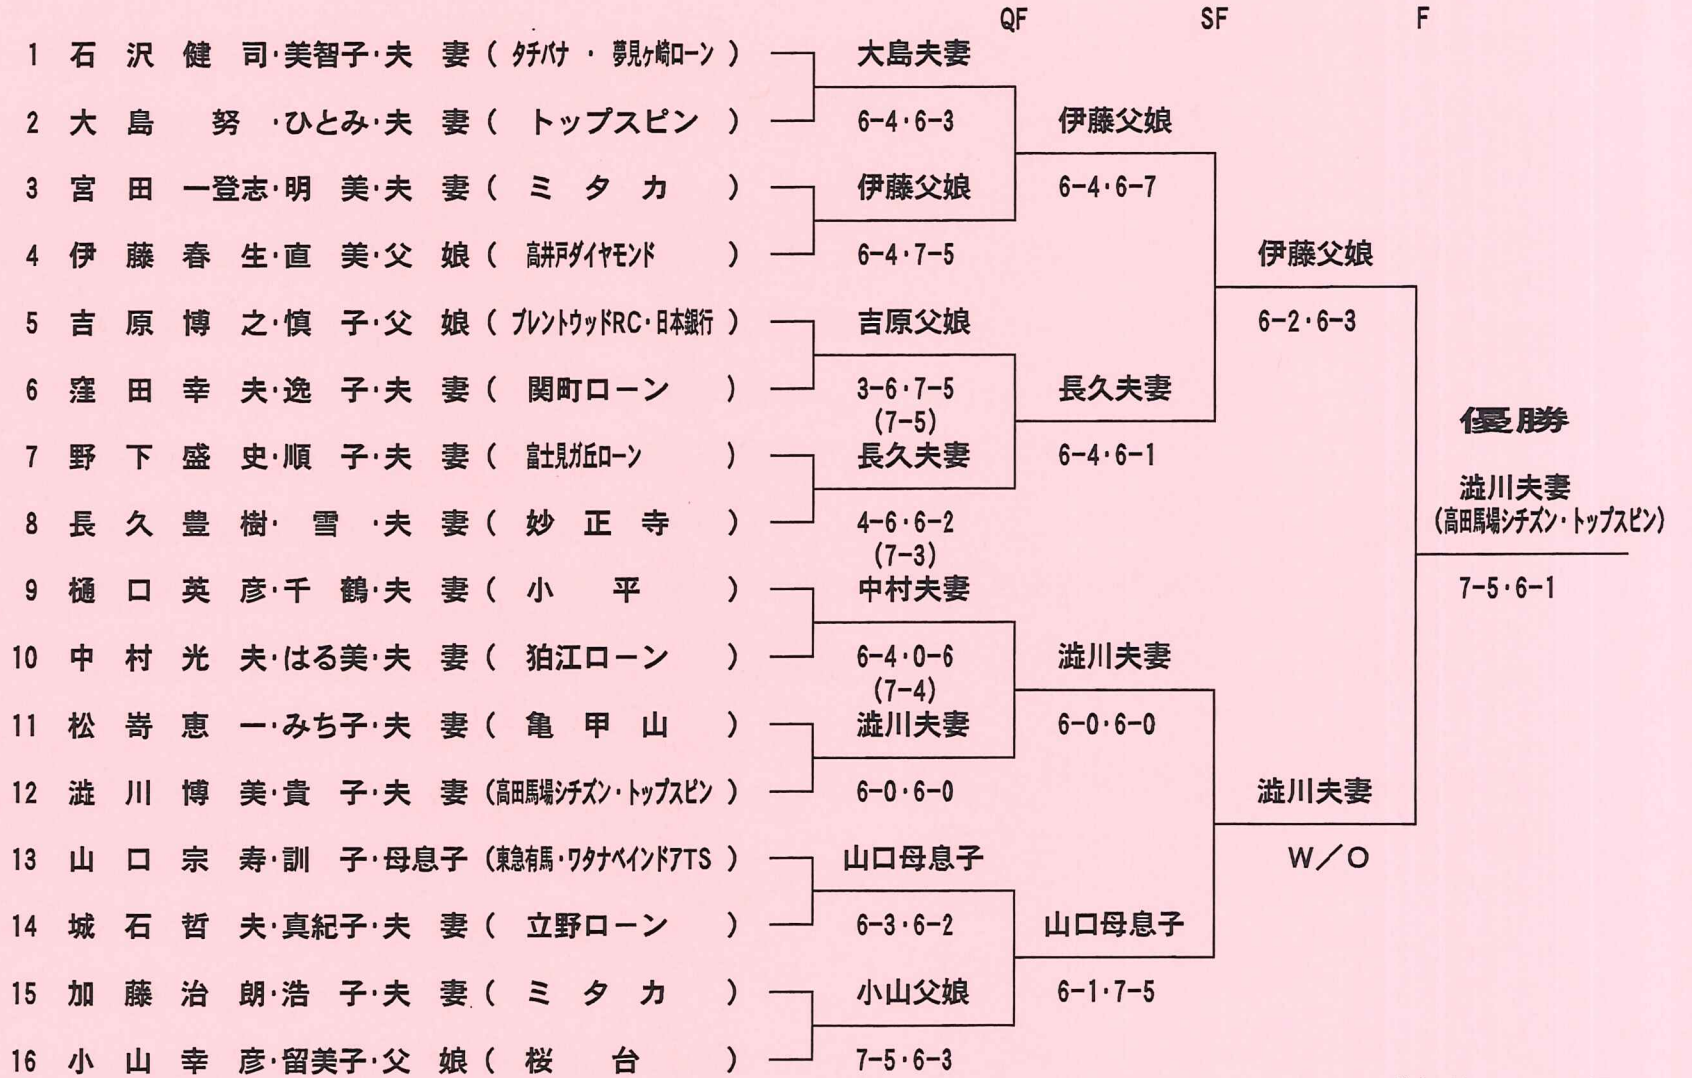 QF SF F
1 石沢健司・美智子・夫妻(タチバナ・夢見ヶ崎ローン) 大島夫妻
2 大島努・ひとみ・夫妻(トップスピン) 6-4・6-3 伊藤父娘
3 宮田一登志・明美・夫妻(ミタカ) 伊藤父娘 6-4・6-7
4 伊藤春生・直美・父娘(高井戸ダイヤモンド) 6-4・7-5 伊藤父娘
5 吉原博之・慎子・父娘(ブレントウッドRC・日本銀行) 吉原父娘 6-2・6-3
6 窪田幸夫・逸子・夫妻(関町ローン) 3-6・7-5 長久夫妻
(7-5) 優勝
7 野下盛史・順子・夫妻(富士見ガ丘ローン) 長久夫妻 6-4・6-1
澁川夫妻
8 長久豊樹・雪・夫妻(妙正寺) 4-6・6-2 (高田馬場シチズン・トップスピン)
(7-3)
9 樋口英彦・千鶴・夫妻(小平) 中村夫妻 7-5・6-1
10 中村光夫・はる美・夫妻(狛江ローン) 6-4・0-6 澁川夫妻
(7-4)
11 松嵜恵一・みち子・夫妻(亀甲山) 澁川夫妻 6-0・6-0
12 澁川博美・貴子・夫妻(高田馬場シチズン・トップスピン) 6-0・6-0 澁川夫妻
13 山口宗寿・訓子・母息子(東急有馬・ワタナベインドアTS) 山口母息子 W/O
14 城石哲夫・真紀子・夫妻(立野ローン) 6-3・6-2 山口母息子
15 加藤治朗・浩子・夫妻(ミタカ) 小山父娘 6-1・7-5
16 小山幸彦・留美子・父娘(桜台) 7-5・6-3